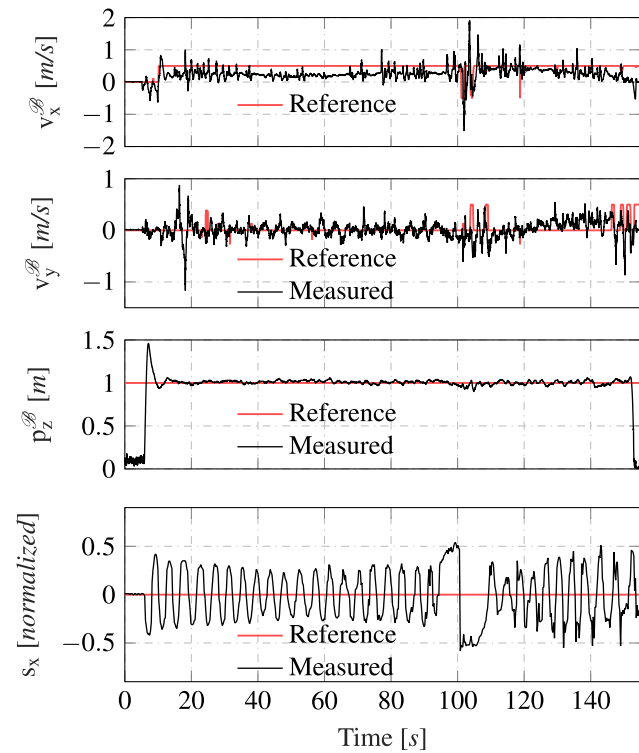 2
1
0
−1
−2
v_x^ℬ [m/s]
Reference
1
0
−1
v_y^ℬ [m/s]
Reference
Measured
1.5
1
0.5
0
p_z^ℬ [m]
Reference
Measured
0.5
0
−0.5
s_x [normalized]
Reference
Measured
0 20 40 60 80 100 120 140
Time [s]